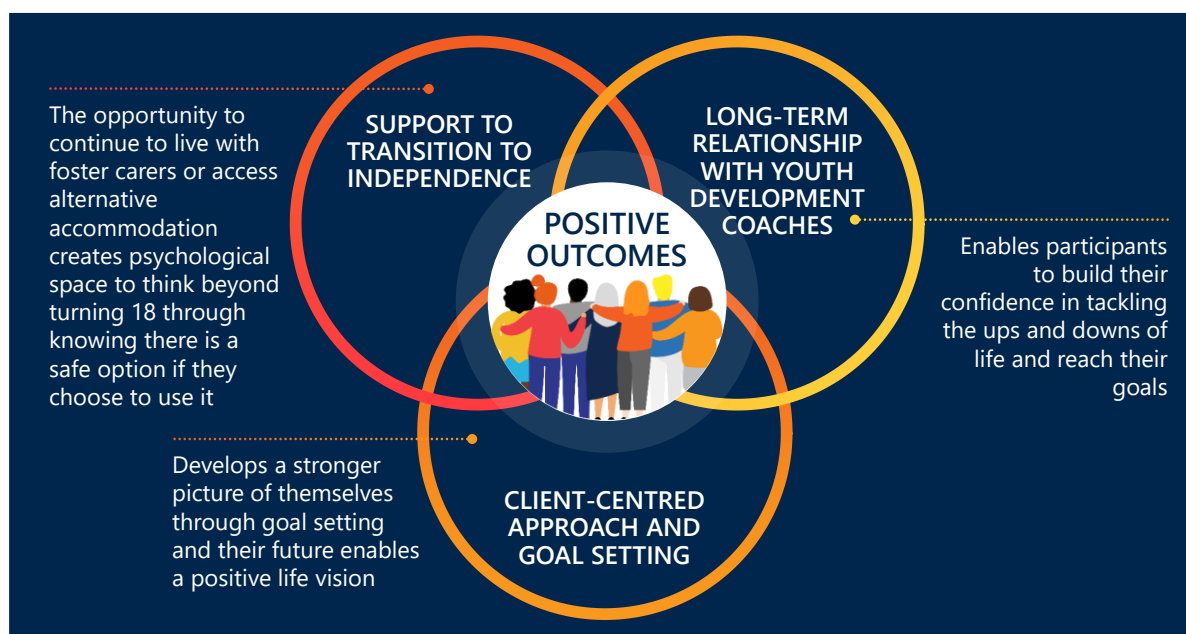 The opportunity to
continue to live with
foster carers or access
alternative
accommodation
creates psychological
space to think beyond
turning 18 through
knowing there is a
safe option if they
choose to use it
SUPPORT TO
TRANSITION TO
INDEPENDENCE
LONG-TERM
RELATIONSHIP
WITH YOUTH
DEVELOPMENT
COACHES
Enables participants
to build their
confidence in tackling
the ups and downs of
life and reach their
goals
POSITIVE
OUTCOMES
Develops a stronger
picture of themselves
through goal setting
and their future enables
a positive life vision
CLIENT-CENTRED
APPROACH AND
GOAL SETTING